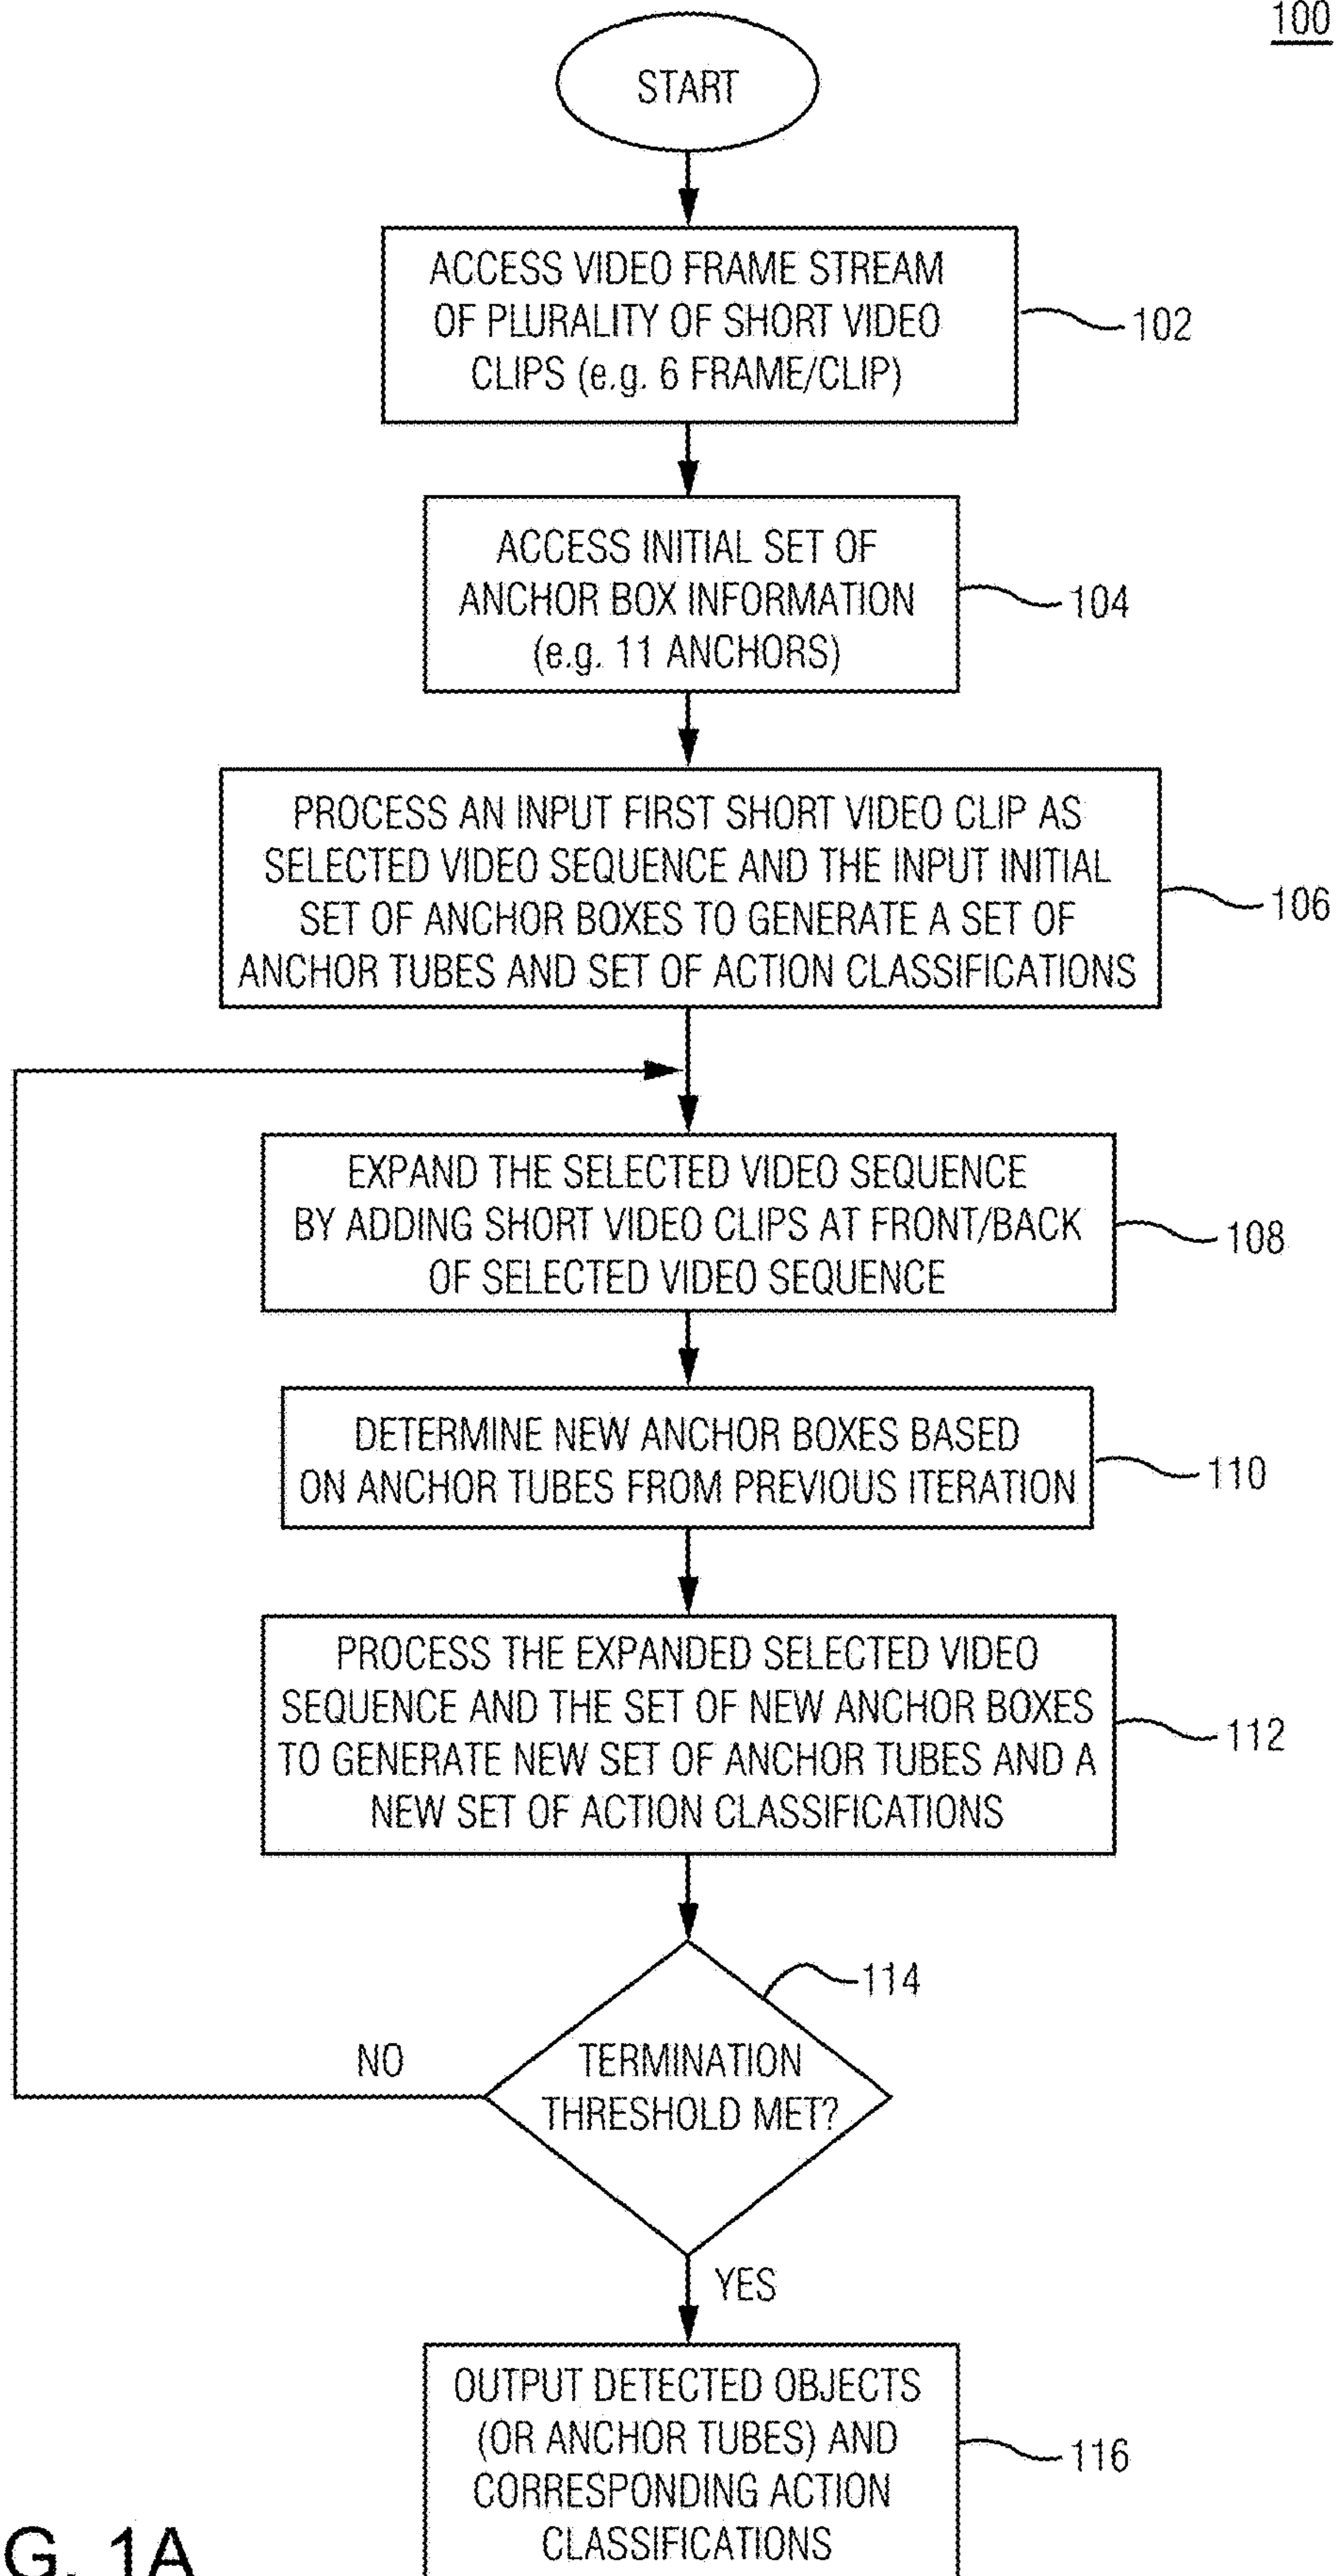 100
START
ACCESS VIDEO FRAME STREAM
OF PLURALITY OF SHORT VIDEO
CLIPS (e.g. 6 FRAME/CLIP)
102
ACCESS INITIAL SET OF
ANCHOR BOX INFORMATION
(e.g. 11 ANCHORS)
104
PROCESS AN INPUT FIRST SHORT VIDEO CLIP AS
SELECTED VIDEO SEQUENCE AND THE INPUT INITIAL
SET OF ANCHOR BOXES TO GENERATE A SET OF
ANCHOR TUBES AND SET OF ACTION CLASSIFICATIONS
106
EXPAND THE SELECTED VIDEO SEQUENCE
BY ADDING SHORT VIDEO CLIPS AT FRONT/BACK
OF SELECTED VIDEO SEQUENCE
108
DETERMINE NEW ANCHOR BOXES BASED
ON ANCHOR TUBES FROM PREVIOUS ITERATION
110
PROCESS THE EXPANDED SELECTED VIDEO
SEQUENCE AND THE SET OF NEW ANCHOR BOXES
TO GENERATE NEW SET OF ANCHOR TUBES AND A
NEW SET OF ACTION CLASSIFICATIONS
112
114
TERMINATION
THRESHOLD MET?
NO
YES
OUTPUT DETECTED OBJECTS
(OR ANCHOR TUBES) AND
CORRESPONDING ACTION
CLASSIFICATIONS
116
G. 1A